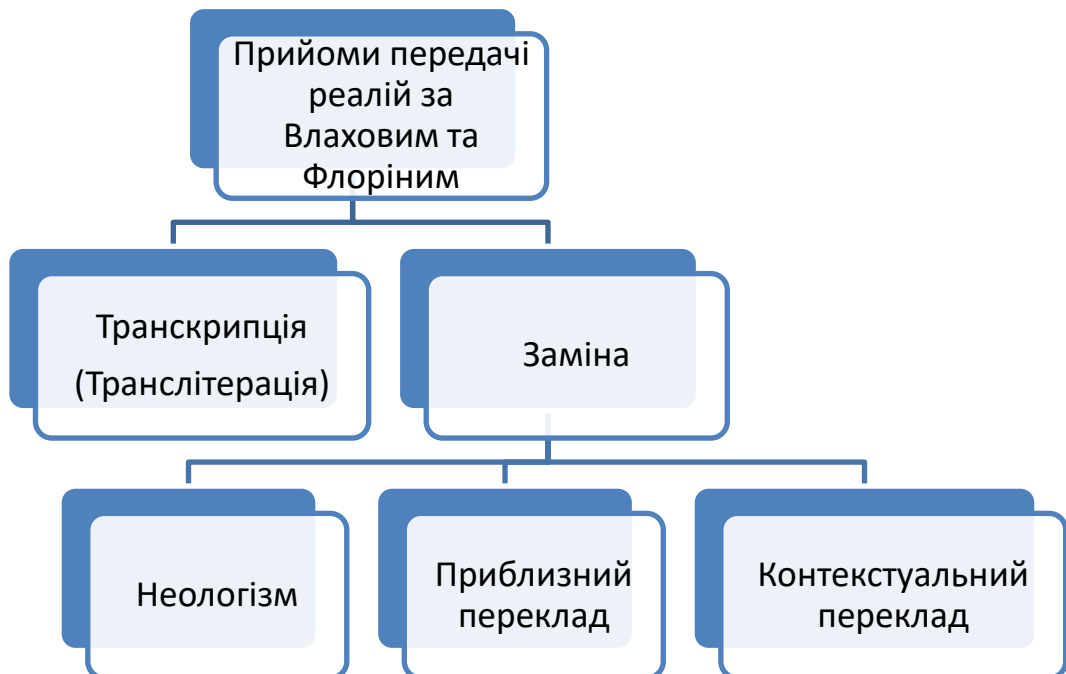 Прийоми передачі
реалій за
Влаховим та
Флоріним
Транскрипція
(Транслітерація)
Заміна
Неологізм
Приблизний
переклад
Контекстуальний
переклад